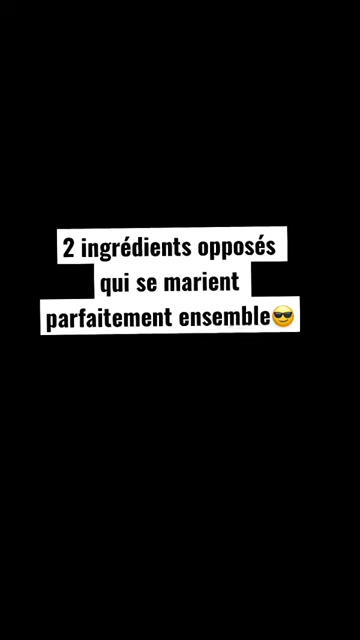 2 ingrédients opposés
qui se marient
parfaitement ensemble😎